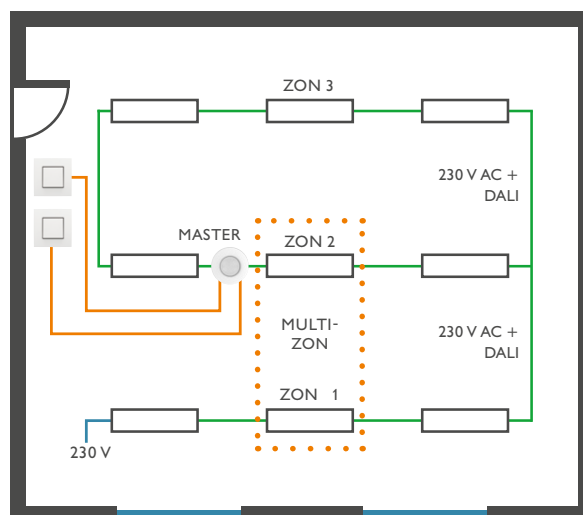 ZON 3
230 V AC +
DALI
MASTER
ZON 2
MULTI-
ZON
230 V AC +
DALI
ZON 1
230 V